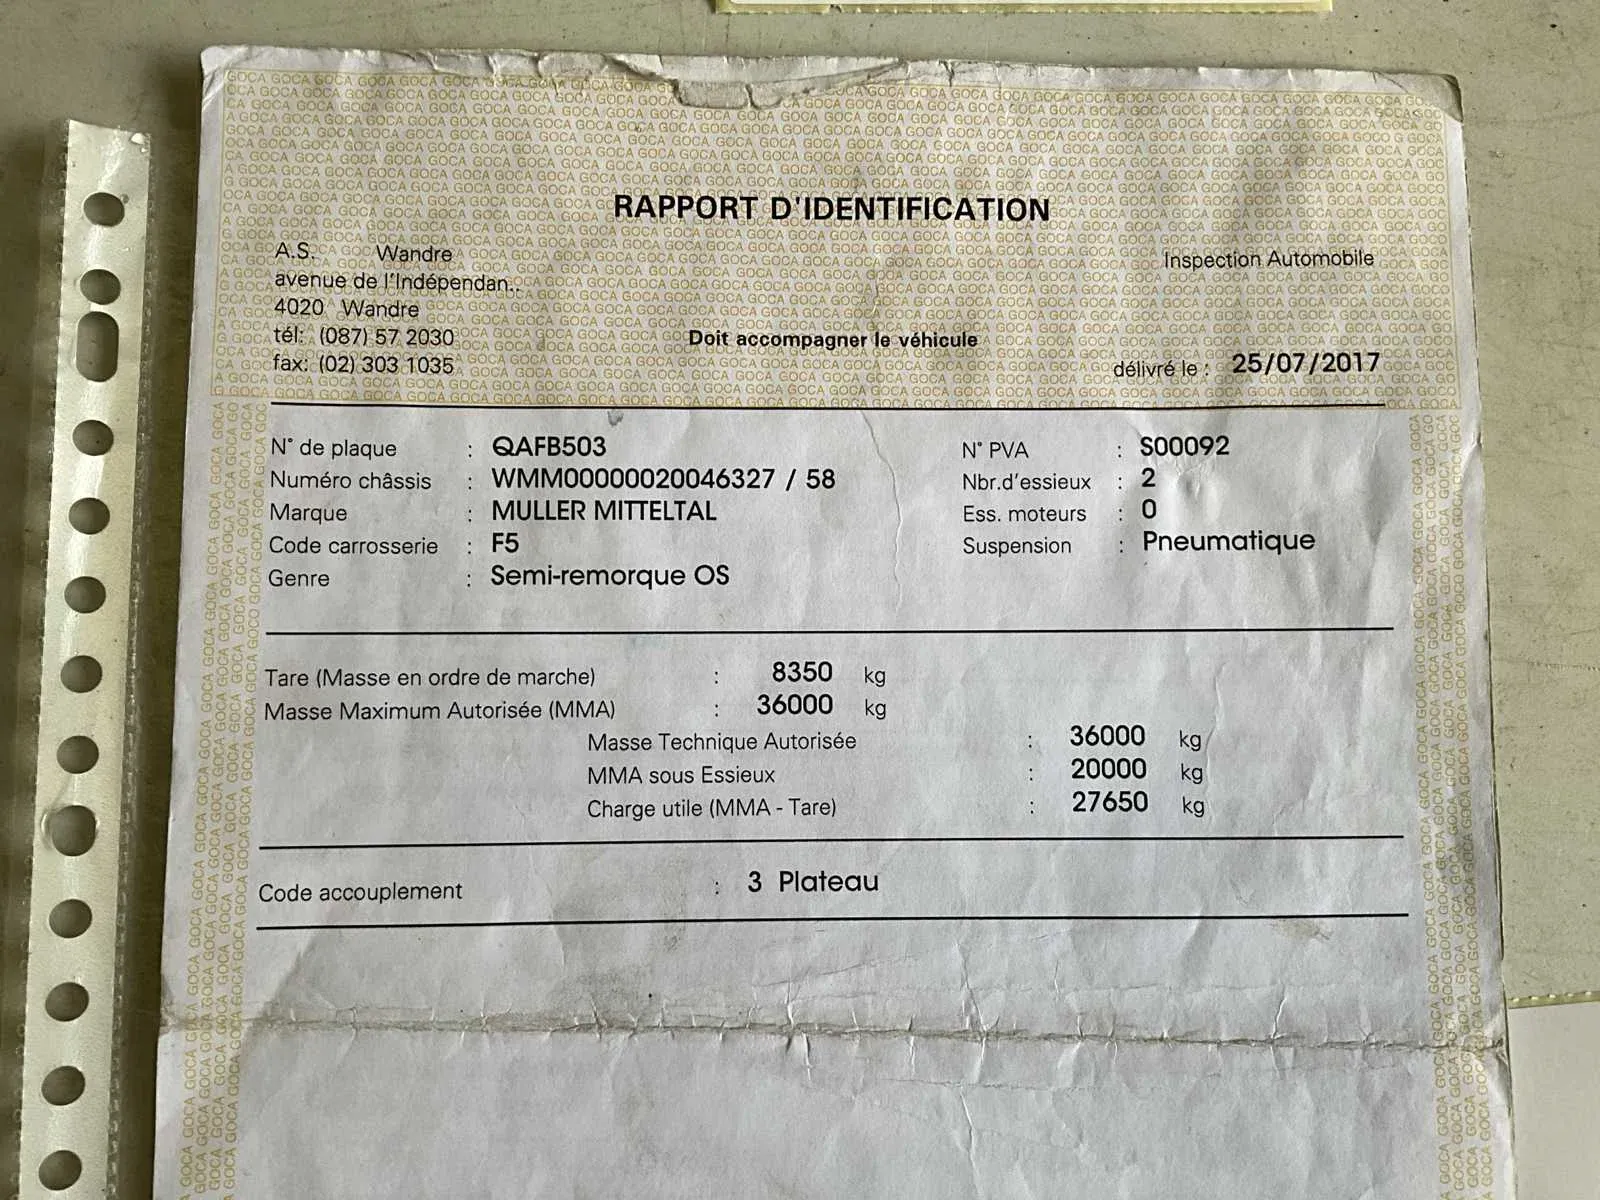 RAPPORT D'IDENTIFICATION
A.S. Wandre
Inspection Automobile
avenue de l'Indépendan..
4020 Wandre
tél: (087) 57 2030
Doit accompagner le véhicule
fax: (02) 303 1035
délivré le : 25/07/2017
N° de plaque : QAFB503
N° PVA : S00092
Numéro châssis : WMM00000020046327 / 58
Nbr.d'essieux : 2
Marque : MULLER MITTELTAL
Ess. moteurs : 0
Code carrosserie : F5
Suspension : Pneumatique
Genre : Semi-remorque OS
Tare (Masse en ordre de marche) : 8350 kg
Masse Maximum Autorisée (MMA) : 36000 kg
Masse Technique Autorisée : 36000 kg
MMA sous Essieux : 20000 kg
Charge utile (MMA - Tare) : 27650 kg
Code accouplement : 3 Plateau